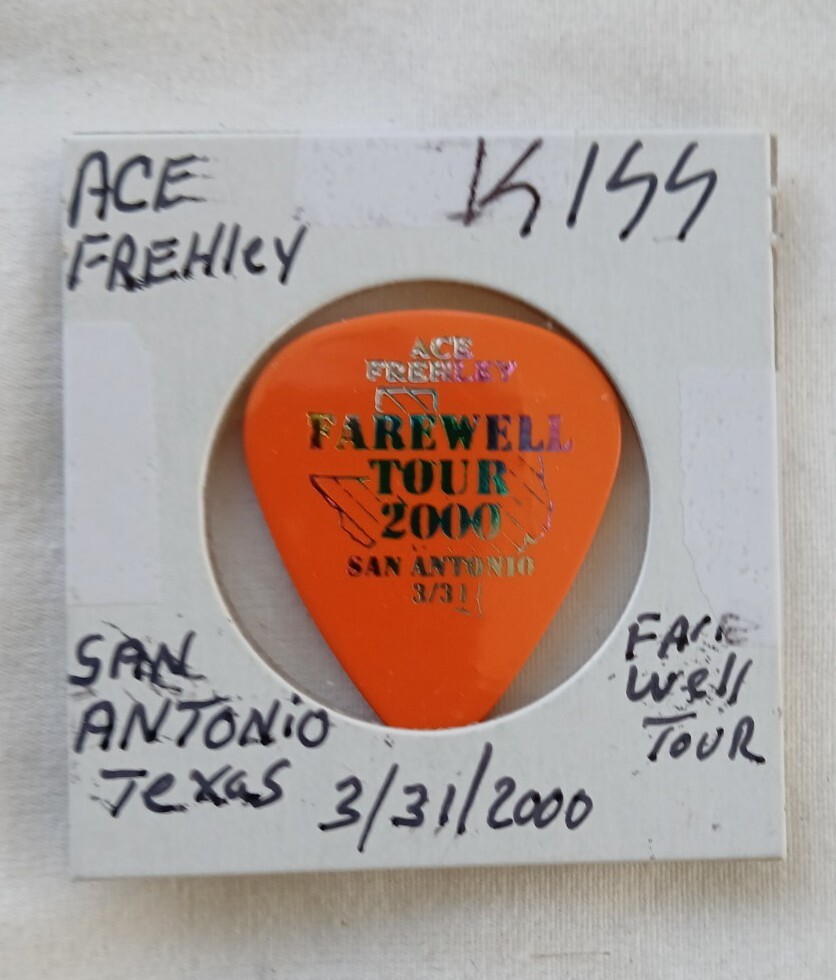 ACE
FREHley
KISS
ACE
FREHLEY
FAREWELL
TOUR
2000
SAN ANTONIO
3/31
SAN
ANTONiO
Texas
3/31/2000
FARE
well
TOUR